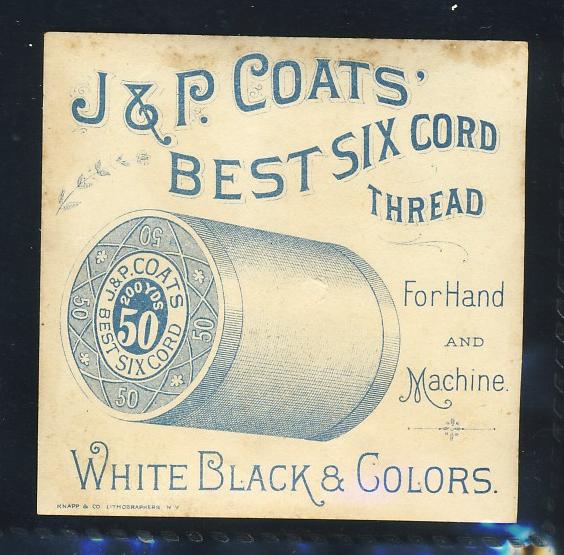 J & P. COATS'
BEST SIX CORD
THREAD
50
J. & P. COATS
200 YDS
50
BEST SIX CORD
50
50
50
For Hand
AND
Machine.
WHITE BLACK & COLORS.
KNAPP & CO. LITHOGRAPHERS N.Y.